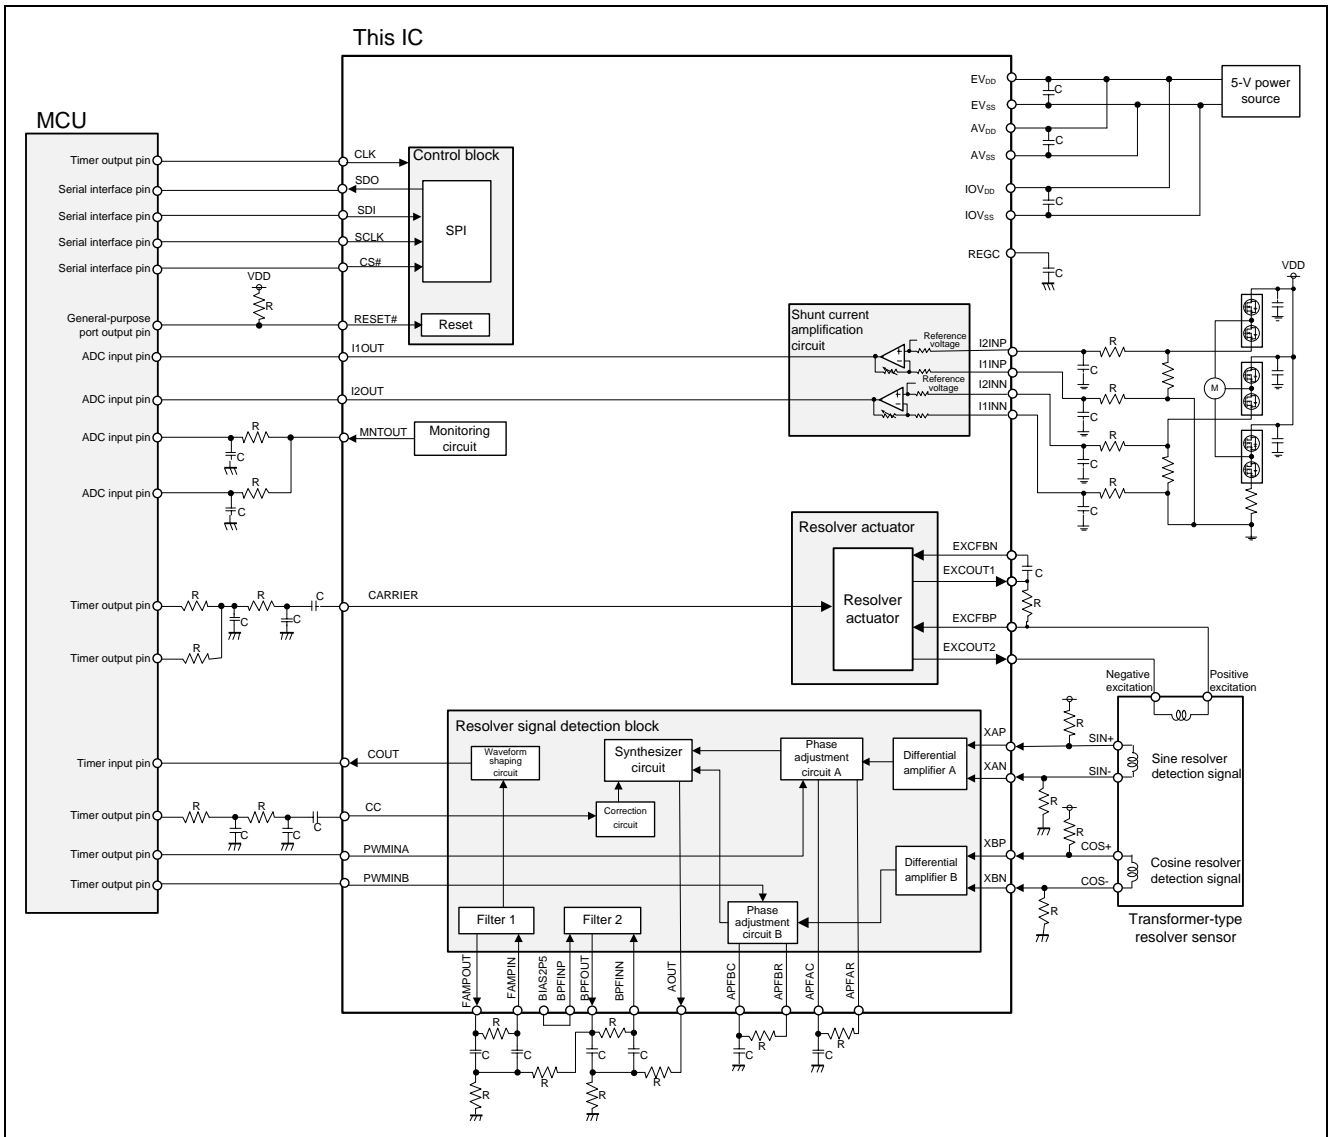 This IC
MCU
Timer output pin
Serial interface pin
Serial interface pin
Serial interface pin
Serial interface pin
General-purpose
port output pin
ADC input pin
ADC input pin
ADC input pin
ADC input pin
Timer output pin
Timer output pin
Timer input pin
Timer output pin
Timer output pin
Timer output pin
VDD
R
R
C
R
C
R
R
C
C
C
R
R
R
C
C
C
CLK
SDO
SDI
SCLK
CS#
RESET#
I1OUT
I2OUT
MNTOUT
CARRIER
COUT
CC
PWMINA
PWMINB
Control block
SPI
Reset
Monitoring
circuit
Shunt current
amplification
circuit
Reference
voltage
Reference
voltage
+
-
+
-
I2INP
I1INP
I2INN
I1INN
EVDD
EVSS
AVDD
AVSS
IOVDD
IOVSS
REGC
C
C
C
C
5-V power
source
VDD
R
C
R
C
R
C
R
C
C
C
C
M
Resolver actuator
Resolver
actuator
EXCFBN
EXCOUT1
EXCFBP
EXCOUT2
C
R
Negative
excitation
Positive
excitation
Resolver signal detection block
Waveform
shaping
circuit
Synthesizer
circuit
Correction
circuit
Phase
adjustment
circuit A
Differential
amplifier A
Differential
amplifier B
Phase
adjustment
circuit B
Filter 1
Filter 2
XAP
XAN
XBP
XBN
SIN+
SIN-
COS+
COS-
R
R
R
R
Sine resolver
detection signal
Cosine resolver
detection signal
Transformer-type
resolver sensor
FAMPOUT
FAMPIN
BIAS2P5
BPFINP
BPFOUT
BPFINN
AOUT
APFBC
APFBR
APFAC
APFAR
R
R
C
C
C
C
R
R
R
R
C
R
C
R